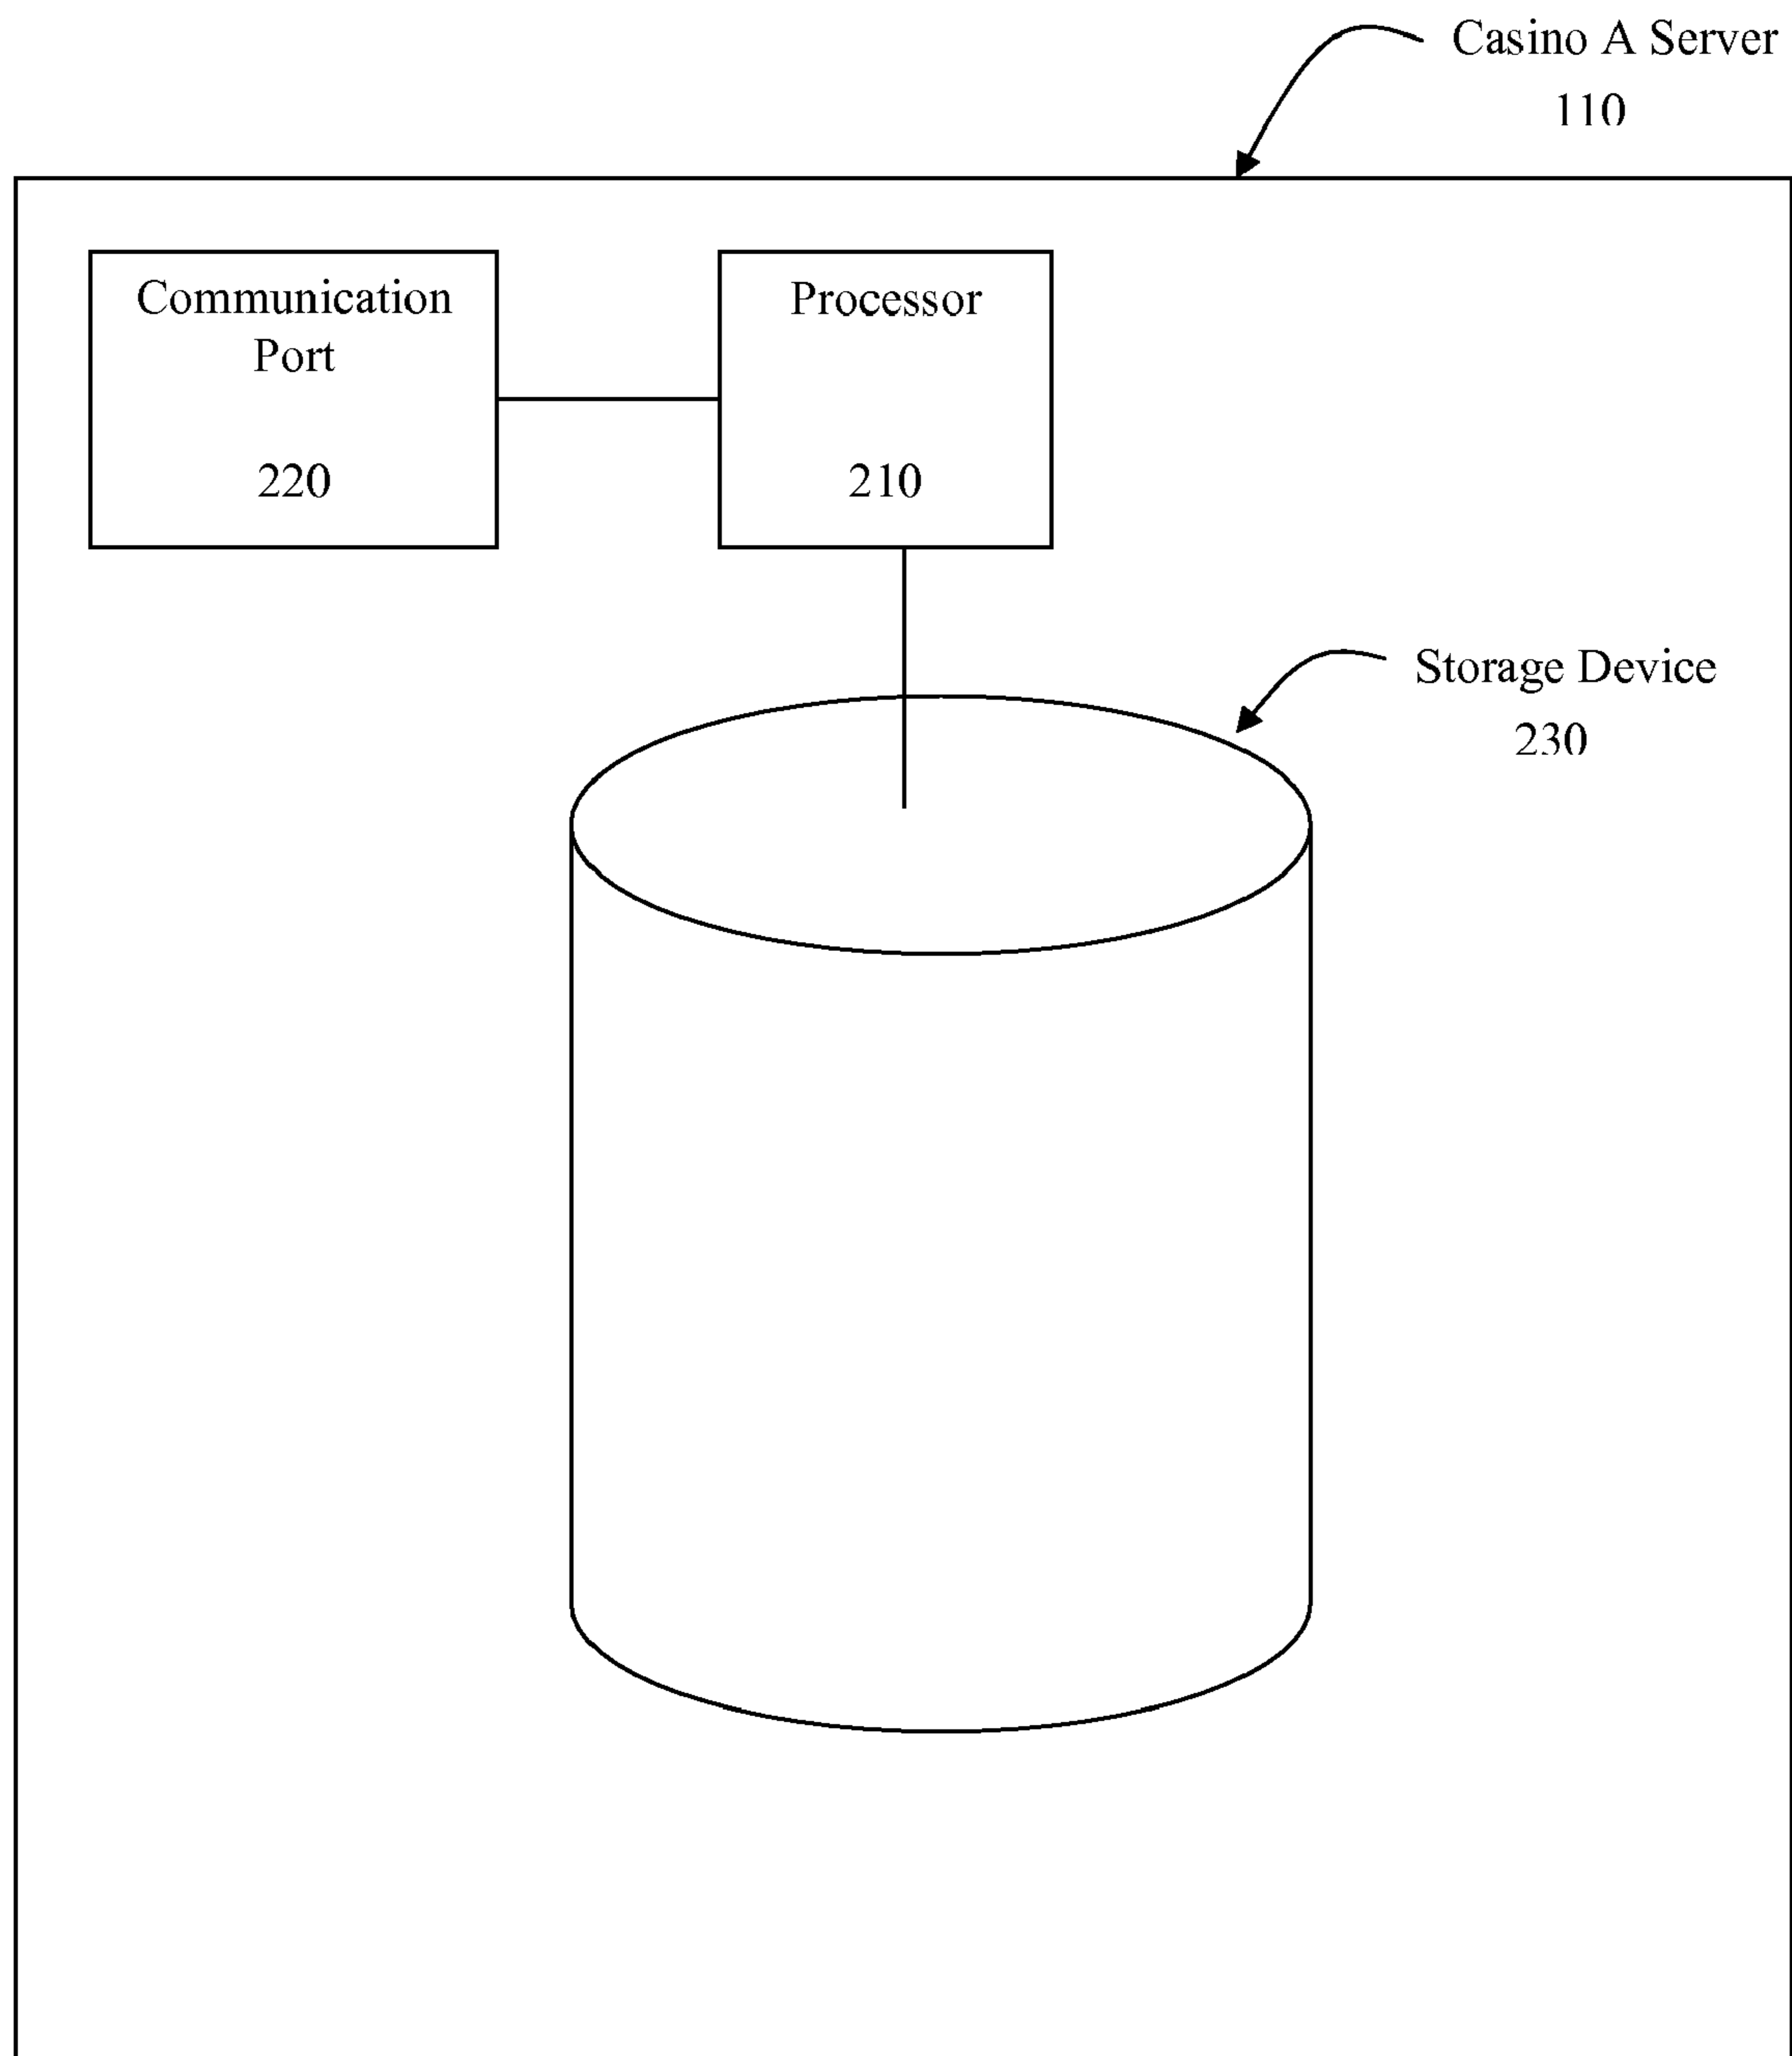 Casino A Server
110
Communication
Port
220
Processor
210
Storage Device
230